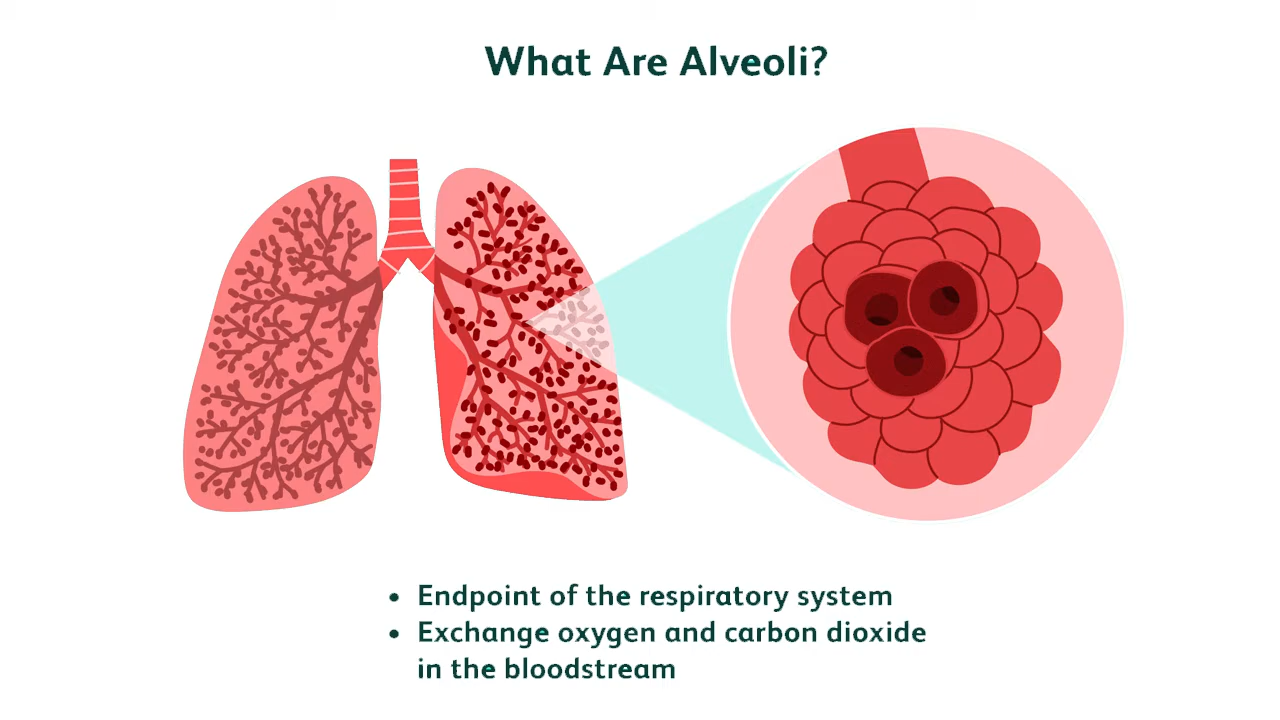 What Are Alveoli?
• Endpoint of the respiratory system
• Exchange oxygen and carbon dioxide
in the bloodstream